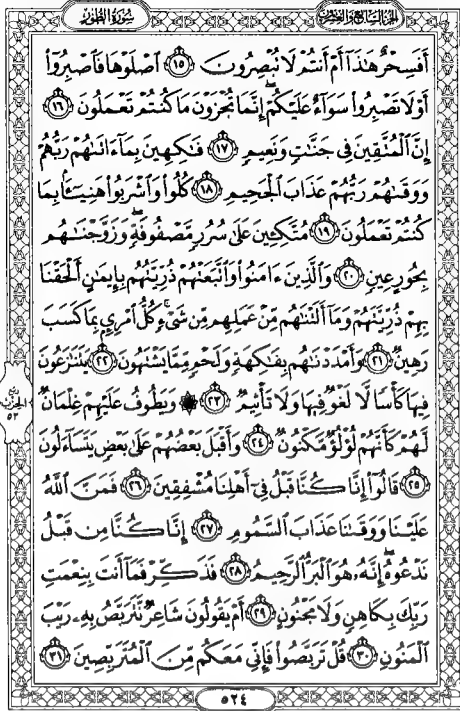 الجزء السابع والعشرون
سورة الطور
أَفَسِحْرٌ هَٰذَآ أَمْ أَنتُمْ لَا تُبْصِرُونَ ١٥ ٱصْلَوْهَا فَٱصْبِرُوٓا۟
أَوْ لَا تَصْبِرُوا۟ سَوَآءٌ عَلَيْكُمْ ۖ إِنَّمَا تُجْزَوْنَ مَا كُنتُمْ تَعْمَلُونَ ١٦
إِنَّ ٱلْمُتَّقِينَ فِى جَنَّٰتٍ وَنَعِيمٍ ١٧ فَٰكِهِينَ بِمَآ ءَاتَىٰهُمْ رَبُّهُمْ
وَوَقَىٰهُمْ رَبُّهُمْ عَذَابَ ٱلْجَحِيمِ ١٨ كُلُوا۟ وَٱشْرَبُوا۟ هَنِيٓـًٔۢا بِمَا
كُنتُمْ تَعْمَلُونَ ١٩ مُتَّكِـِٔينَ عَلَىٰ سُرُرٍ مَّصْفُوفَةٍ ۖ وَزَوَّجْنَٰهُم
بِحُورٍ عِينٍ ٢٠ وَٱلَّذِينَ ءَامَنُوا۟ وَٱتَّبَعَتْهُمْ ذُرِّيَّتُهُم بِإِيمَٰنٍ أَلْحَقْنَا
بِهِمْ ذُرِّيَّتَهُمْ وَمَآ أَلَتْنَٰهُم مِّنْ عَمَلِهِم مِّن شَىْءٍ ۚ كُلُّ ٱمْرِئٍۭ بِمَا كَسَبَ
رَهِينٌ ٢١ وَأَمْدَدْنَٰهُم بِفَٰكِهَةٍ وَلَحْمٍ مِّمَّا يَشْتَهُونَ ٢٢ يَتَنَٰزَعُونَ
فِيهَا كَأْسًا لَّا لَغْوٌ فِيهَا وَلَا تَأْثِيمٌ ٢٣ ۞ وَيَطُوفُ عَلَيْهِمْ غِلْمَانٌ
لَّهُمْ كَأَنَّهُمْ لُؤْلُؤٌ مَّكْنُونٌ ٢٤ وَأَقْبَلَ بَعْضُهُمْ عَلَىٰ بَعْضٍ يَتَسَآءَلُونَ
٢٥ قَالُوٓا۟ إِنَّا كُنَّا قَبْلُ فِىٓ أَهْلِنَا مُشْفِقِينَ ٢٦ فَمَنَّ ٱللَّهُ
عَلَيْنَا وَوَقَىٰنَا عَذَابَ ٱلسَّمُومِ ٢٧ إِنَّا كُنَّا مِن قَبْلُ
نَدْعُوهُ ۖ إِنَّهُۥ هُوَ ٱلْبَرُّ ٱلرَّحِيمُ ٢٨ فَذَكِّرْ فَمَآ أَنتَ بِنِعْمَتِ
رَبِّكَ بِكَاهِنٍ وَلَا مَجْنُونٍ ٢٩ أَمْ يَقُولُونَ شَاعِرٌ نَّتَرَبَّصُ بِهِۦ رَيْبَ
ٱلْمَنُونِ ٣٠ قُلْ تَرَبَّصُوا۟ فَإِنِّى مَعَكُم مِّنَ ٱلْمُتَرَبِّصِينَ ٣١
الحزب
٥٣
٥٢٤